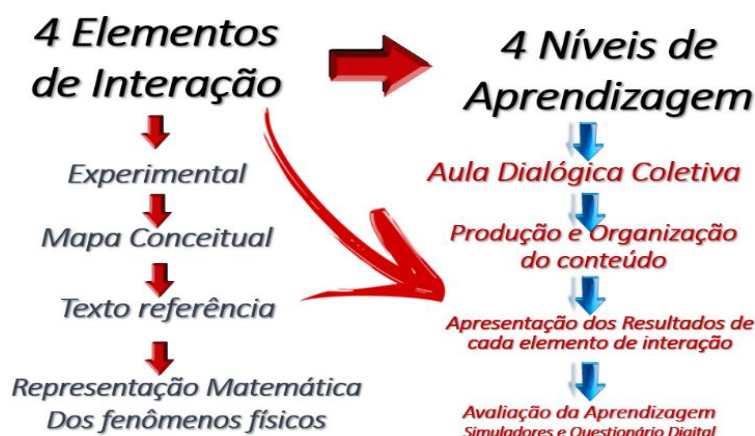 4 Elementos
de Interação
Experimental
Mapa Conceitual
Texto referência
Representação Matemática
Dos fenômenos físicos
4 Níveis de
Aprendizagem
Aula Dialógica Coletiva
Produção e Organização
do conteúdo
Apresentação dos Resultados de
cada elemento de interação
Avaliação da Aprendizagem
Simuladores e Questionário Digital